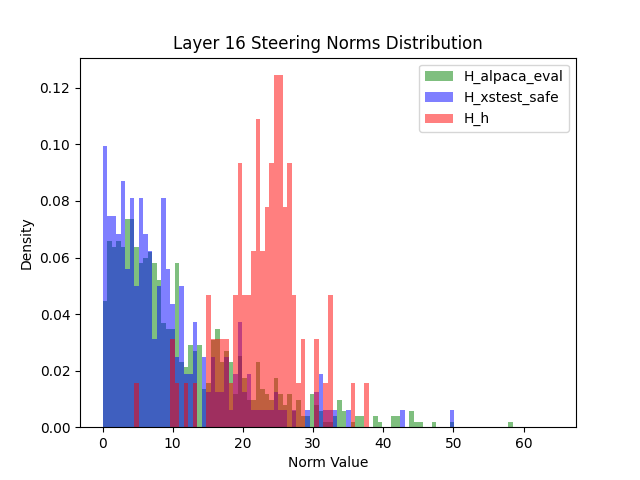 Layer 16 Steering Norms Distribution
H_alpaca_eval
H_xstest_safe
H_h
Density
0.12
0.10
0.08
0.06
0.04
0.02
0.00
0 10 20 30 40 50 60
Norm Value